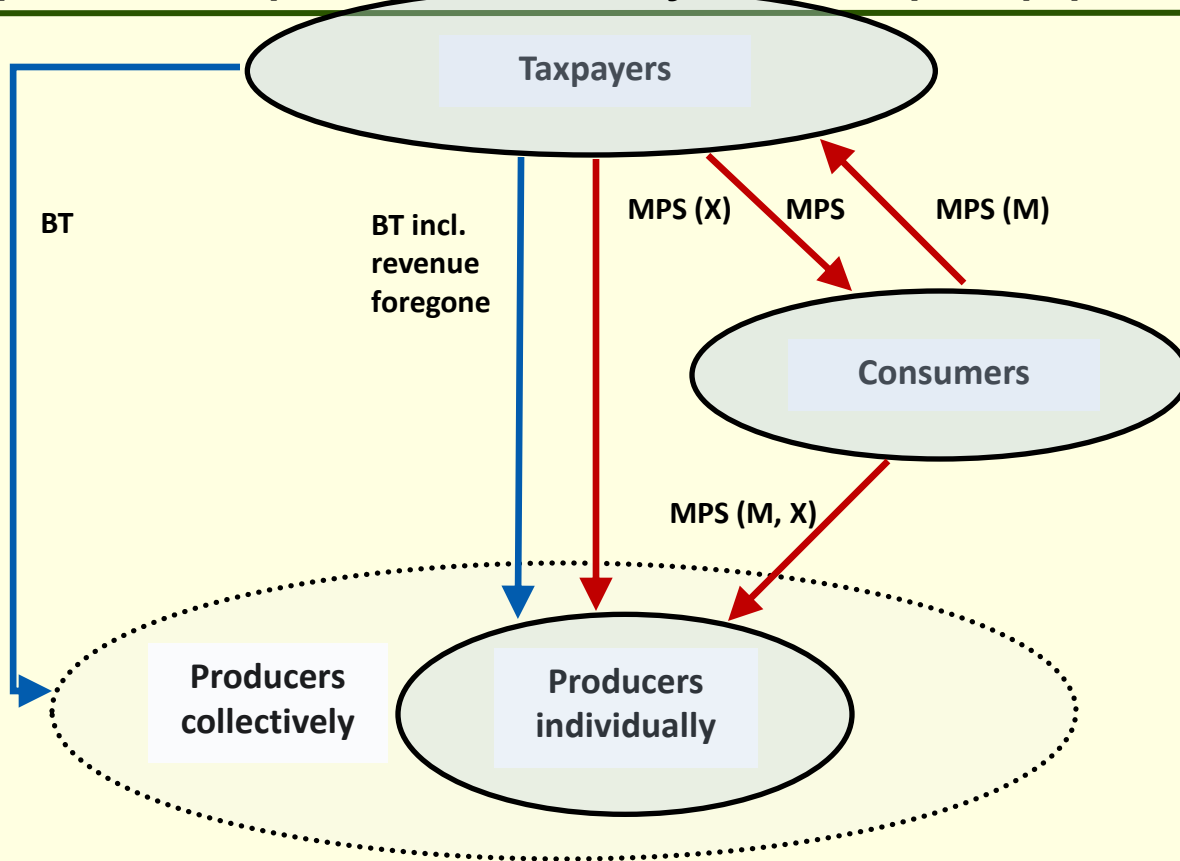 Taxpayers
BT
BT incl.
revenue
foregone
MPS (X)
MPS
MPS (M)
Consumers
MPS (M, X)
Producers
collectively
Producers
individually